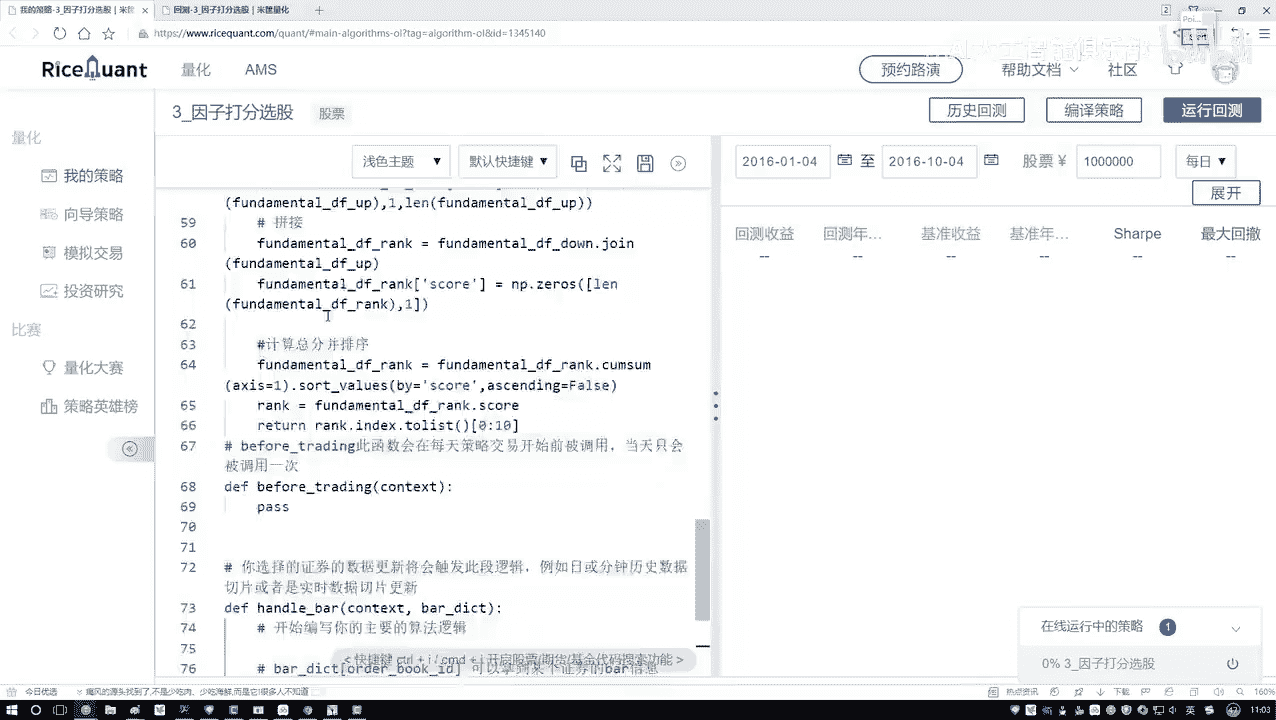 我的策略-3_因子打分选股 | 米筐
回测-3_因子打分选股 | 米筐量化
2
Poi...
https://www.ricequant.com/quant/#main-algorithms-ol?tag=algorithm-ol&id=1345140
RiceQuant 量化 AMS
预约路演 帮助文档 社区
3_因子打分选股 股票
历史回测 编译策略 运行回测
量化
我的策略
向导策略
模拟交易
投资研究
比赛
量化大赛
策略英雄榜
浅色主题 默认快捷键
(fundamental_df_up),1,len(fundamental_df_up))
59 # 拼接
60 fundamental_df_rank = fundamental_df_down.join
(fundamental_df_up)
61 fundamental_df_rank['score'] = np.zeros([len
(fundamental_df_rank),1])
62
63 #计算总分并排序
64 fundamental_df_rank = fundamental_df_rank.cumsum
(axis=1).sort_values(by='score',ascending=False)
65 rank = fundamental_df_rank.score
66 return rank.index.tolist()[0:10]
67 # before_trading此函数会在每天策略交易开始前被调用，当天只会
被调用一次
68 def before_trading(context):
69 pass
70
71
72 # 你选择的证券的数据更新将会触发此段逻辑，例如日或分钟历史数据
切片或者是实时数据切片更新
73 def handle_bar(context, bar_dict):
74 # 开始编写你的主要的算法逻辑
75
76 # bar_dict[order_book_id] 可以拿到某个证券的bar信息
<快捷键 ctrl + i/cmd + i 开启股票/期货/基金代码搜索功能 >
2016-01-04 至 2016-10-04 股票 ¥ 1000000 每日
展开
回测收益 回测年... 基准收益 基准年... Sharpe 最大回撤
-- -- -- -- -- --
在线运行中的策略 1
0% 3_因子打分选股
今日优选 痛风的源头找到了,不是少吃肉、少吃海鲜,而是它!很多人不知道
热点资讯 下载 160%
英 11:03